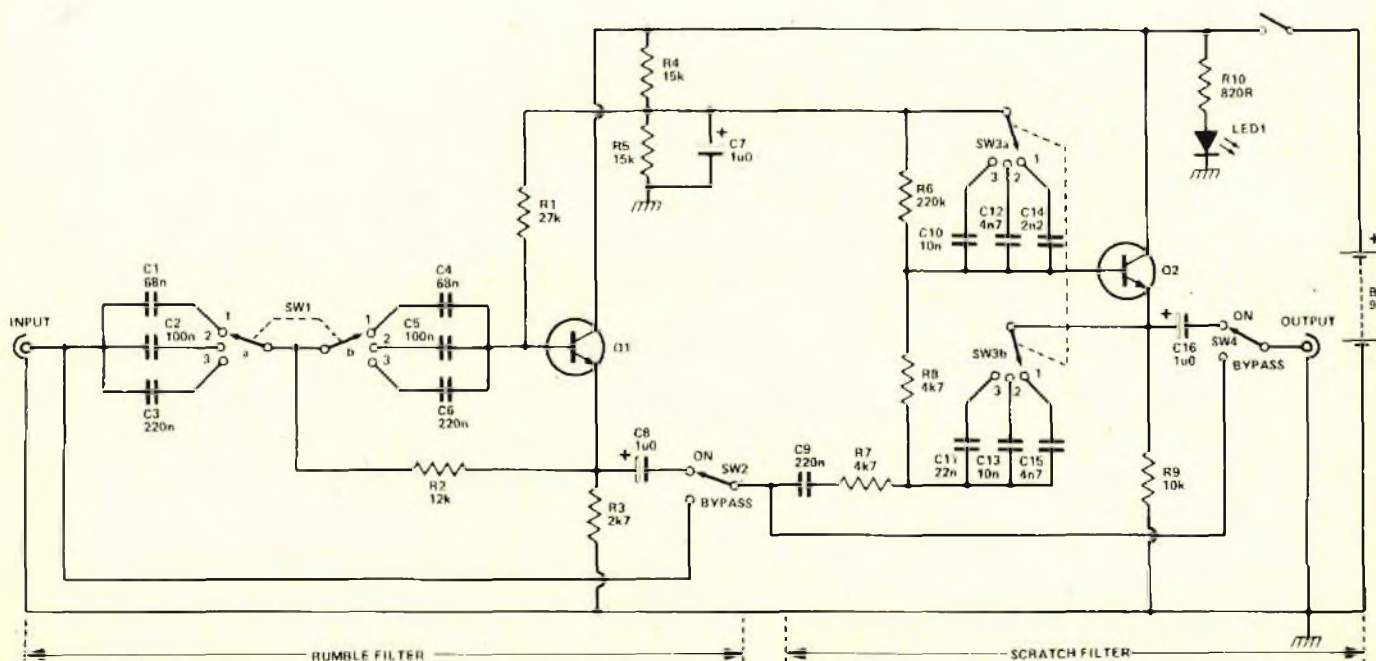 R4
15k
R10
820R
LED1
R5
15k
+
C7
1u0
SW3a
3
2
1
R1
27k
R6
220k
C12
4n7
C14
2n2
C10
10n
Q2
C1
68n
C4
68n
INPUT
C2
100n
1
2
3
a
SW1
b
1
2
3
C5
100n
Q1
C3
220n
C6
220n
R8
4k7
SW3b
3
2
1
+
C16
1u0
ON
SW4
BYPASS
OUTPUT
+
B
9
R2
12k
+
C8
1u0
ON
SW2
BYPASS
C9
220n
R7
4k7
C11
22n
C13
10n
C15
4n7
R3
2k7
R9
10k
RUMBLE FILTER
SCRATCH FILTER